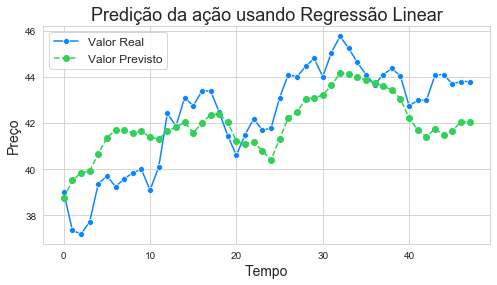 Predição da ação usando Regressão Linear
Valor Real
Valor Previsto
Preço
46
44
42
40
38
0 10 20 30 40
Tempo